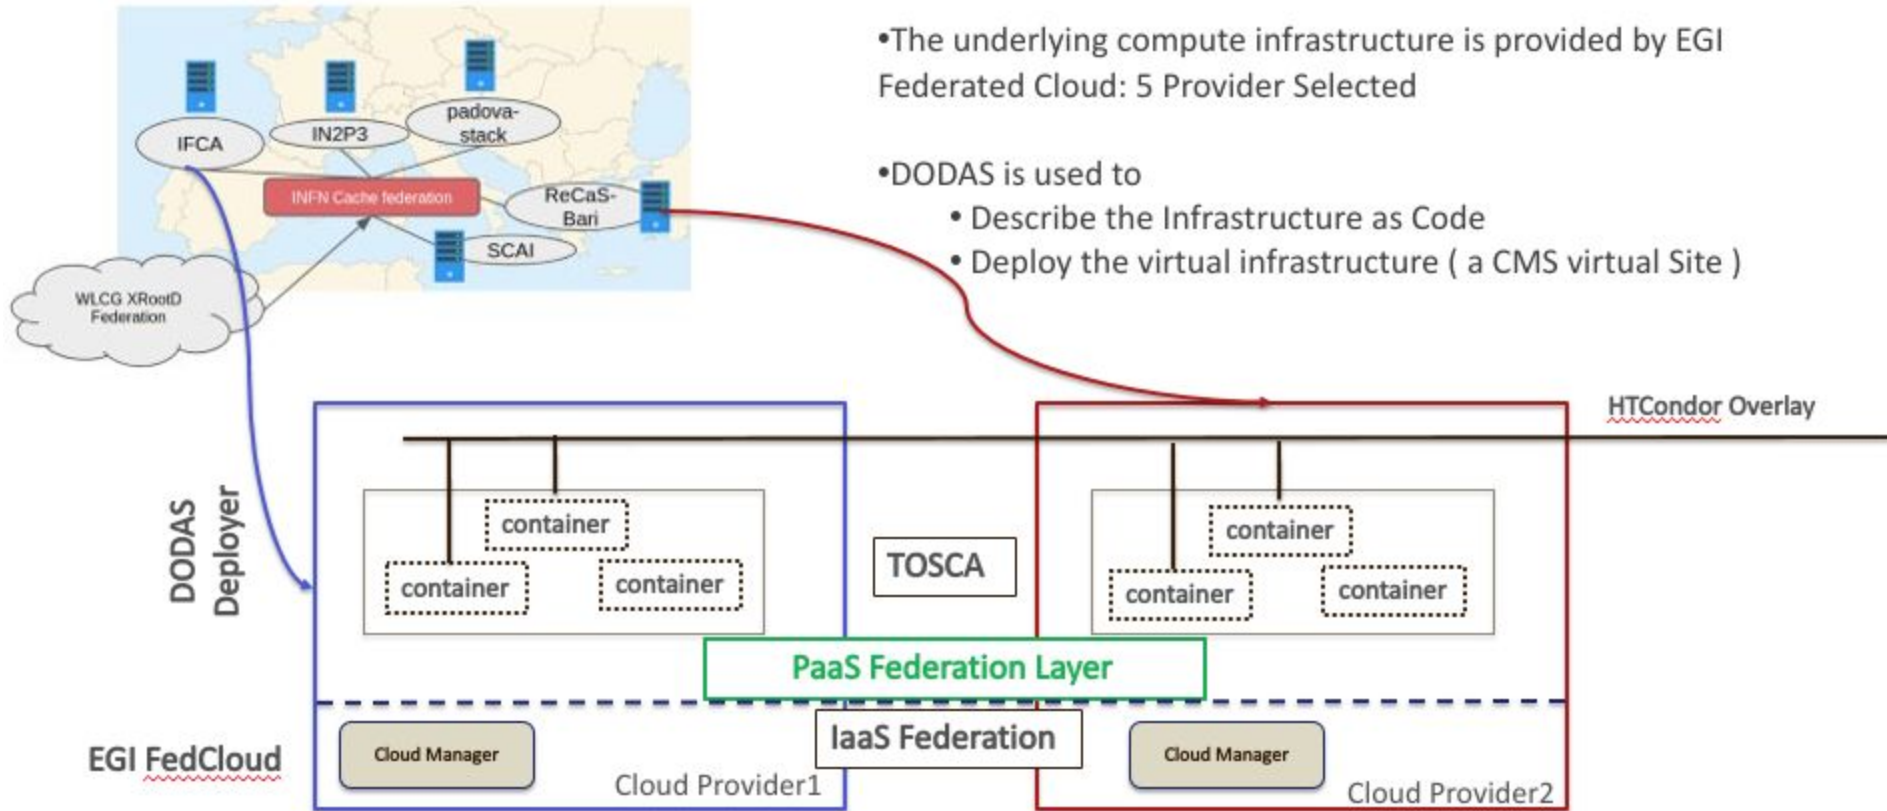 •The underlying compute infrastructure is provided by EGI
Federated Cloud: 5 Provider Selected
•DODAS is used to
• Describe the Infrastructure as Code
• Deploy the virtual infrastructure ( a CMS virtual Site )
IFCA
IN2P3
padova-
stack
INFN Cache federation
ReCaS-
Bari
SCAI
WLCG XRootD
Federation
HTCondor Overlay
DODAS
Deployer
container
container
container
TOSCA
container
container
container
PaaS Federation Layer
IaaS Federation
EGI FedCloud
Cloud Manager
Cloud Provider1
Cloud Manager
Cloud Provider2